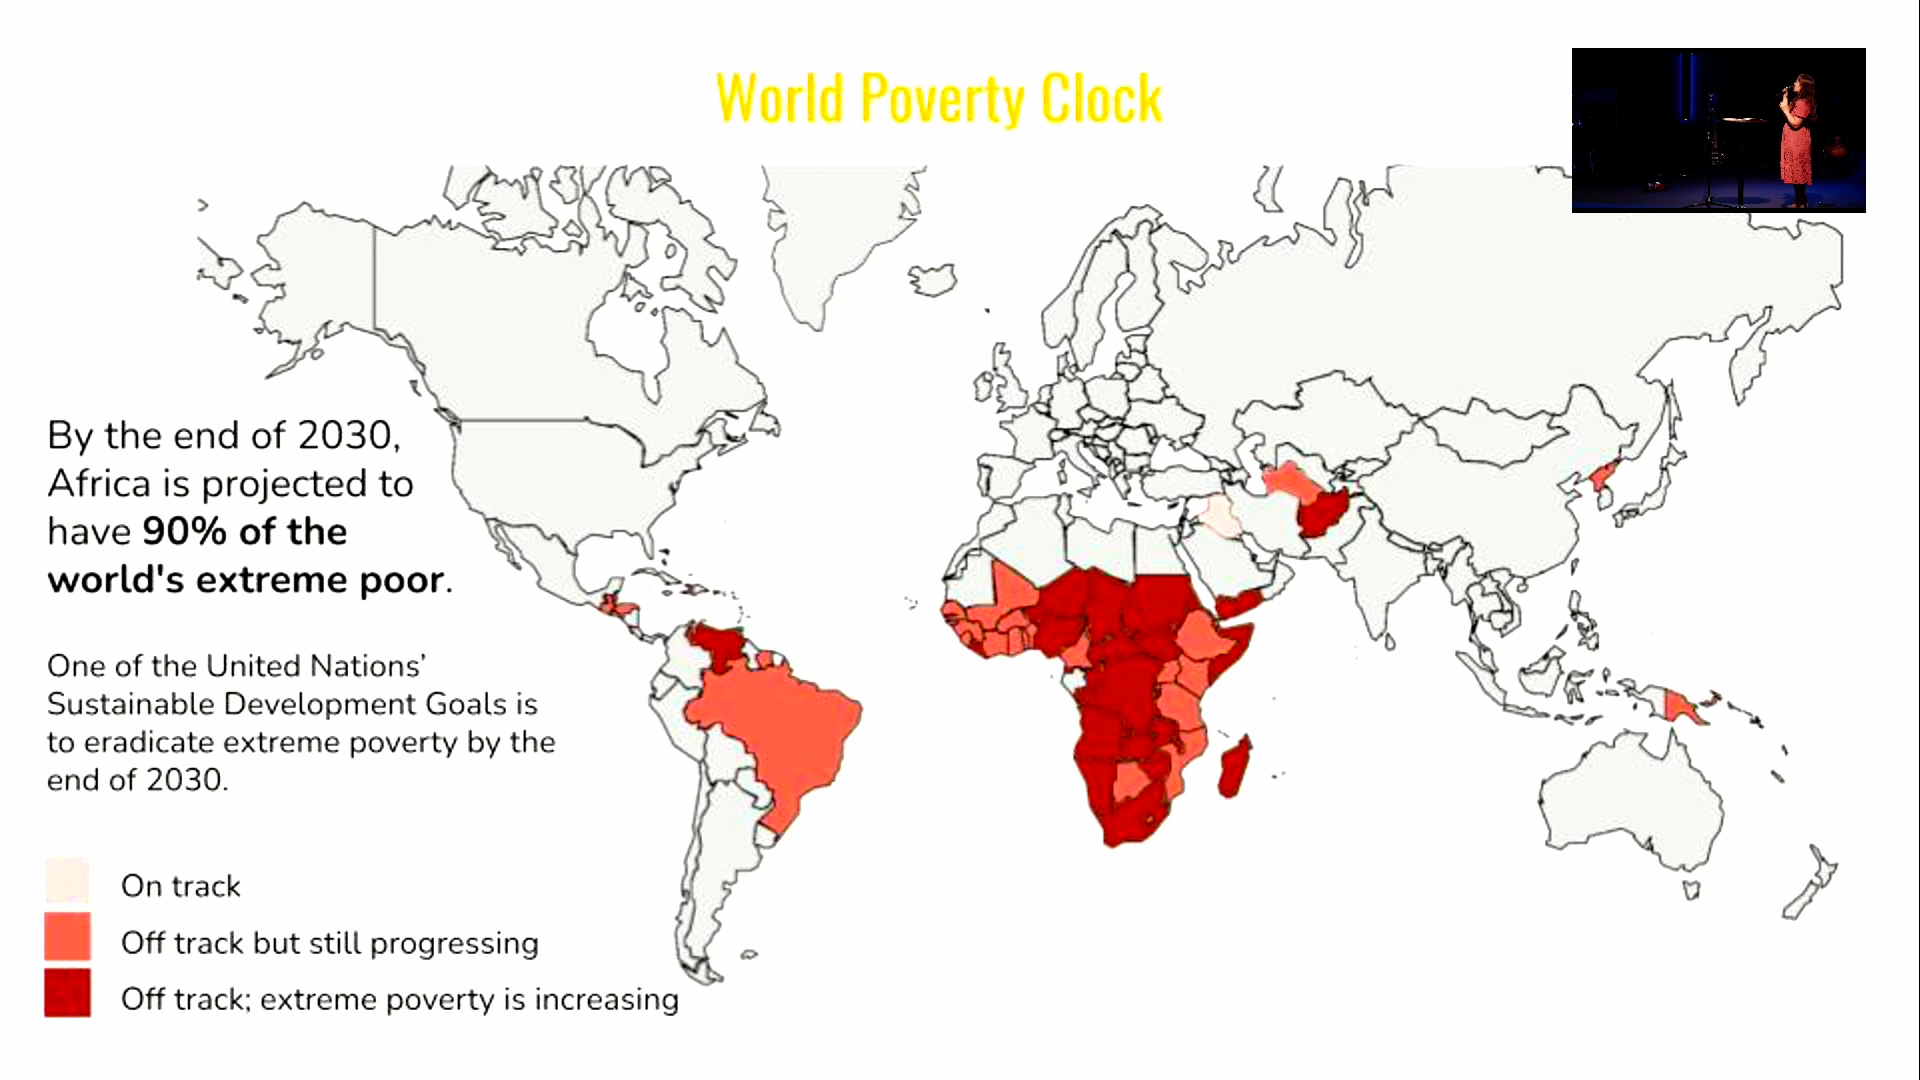 World Poverty Clock
By the end of 2030,
Africa is projected to
have 90% of the
world's extreme poor.
One of the United Nations’
Sustainable Development Goals is
to eradicate extreme poverty by the
end of 2030.
On track
Off track but still progressing
Off track; extreme poverty is increasing